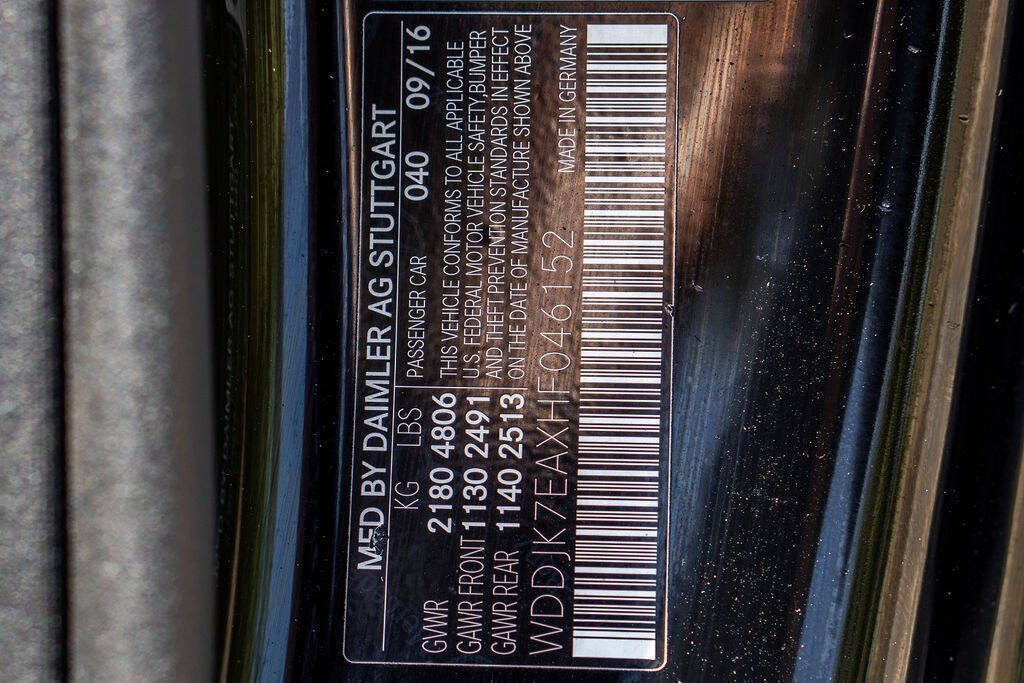 MFD BY DAIMLER AG STUTTGART
KG LBS PASSENGER CAR 040 09/16
GVWR 2180 4806 THIS VEHICLE CONFORMS TO ALL APPLICABLE
GAWR FRONT 1130 2491 U.S. FEDERAL MOTOR VEHICLE SAFETY,BUMPER
GAWR REAR 1140 2513 AND THEFT PREVENTION STANDARDS IN EFFECT
ON THE DATE OF MANUFACTURE SHOWN ABOVE
WDDJK7EAXHF046152 MADE IN GERMANY